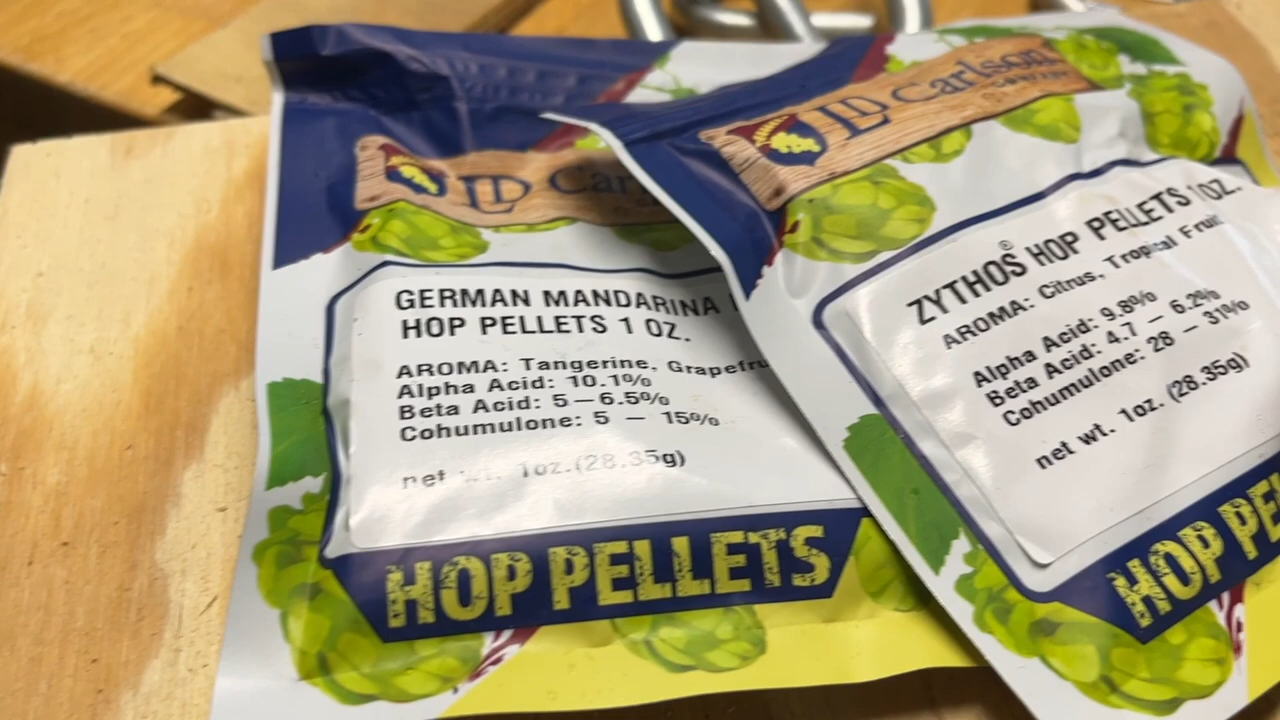 LD Car
GERMAN MANDARINA
HOP PELLETS 1 OZ.
AROMA: Tangerine, Grapefru
Alpha Acid: 10.1%
Beta Acid: 5 – 6.5%
Cohumulone: 5 – 15%
net wt. 1oz.(28.35g)
HOP PELLETS
LD Carlson
COMPANY
ZYTHOS® HOP PELLETS 1 OZ.
AROMA: Citrus, Tropical Fruit
Alpha Acid: 9.8%
Beta Acid: 4.7 – 6.2%
Cohumulone: 28 – 31%
net wt. 1oz. (28.35g)
HOP PE